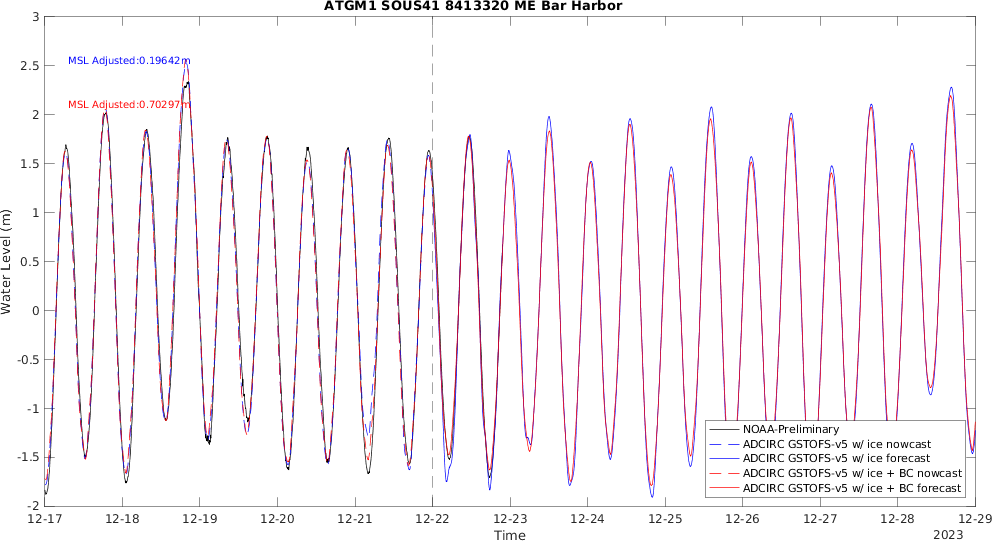 ATGM1 SOUS41 8413320 ME Bar Harbor
3
2.5
2
1.5
1
0.5
0
-0.5
-1
-1.5
-2
Water Level (m)
MSL Adjusted:0.19642m
MSL Adjusted:0.70297m
NOAA-Preliminary
ADCIRC GSTOFS-v5 w/ ice nowcast
ADCIRC GSTOFS-v5 w/ ice forecast
ADCIRC GSTOFS-v5 w/ ice + BC nowcast
ADCIRC GSTOFS-v5 w/ ice + BC forecast
12-17 12-18 12-19 12-20 12-21 12-22 12-23 12-24 12-25 12-26 12-27 12-28 12-29
Time
2023